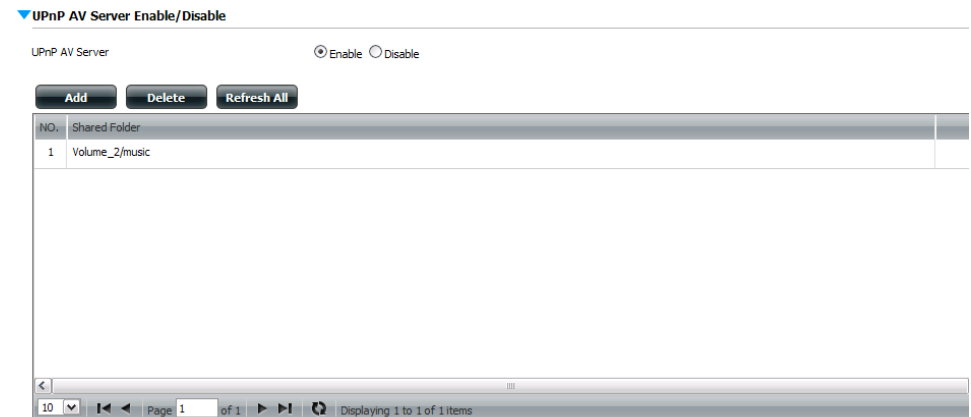 UPnP AV Server Enable/Disable
UPnP AV Server Enable Disable
Add Delete Refresh All
NO. Shared Folder
1 Volume_2/music
10 Page 1 of 1 Displaying 1 to 1 of 1 items